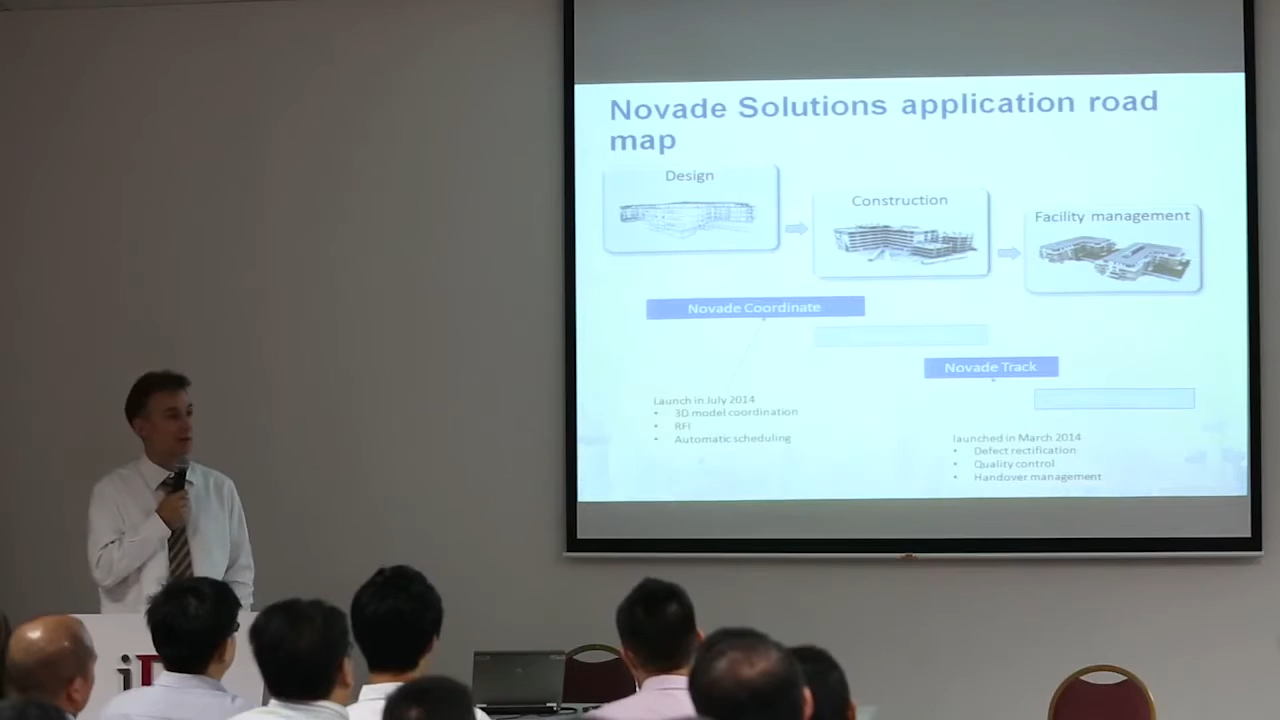 Novade Solutions application road
map
Design
Construction
Facility management
Novade Coordinate
Novade Track
Launch in July 2014
• 3D model coordination
• RFI
• Automatic scheduling
launched in March 2014
• Defect rectification
• Quality control
• Handover management